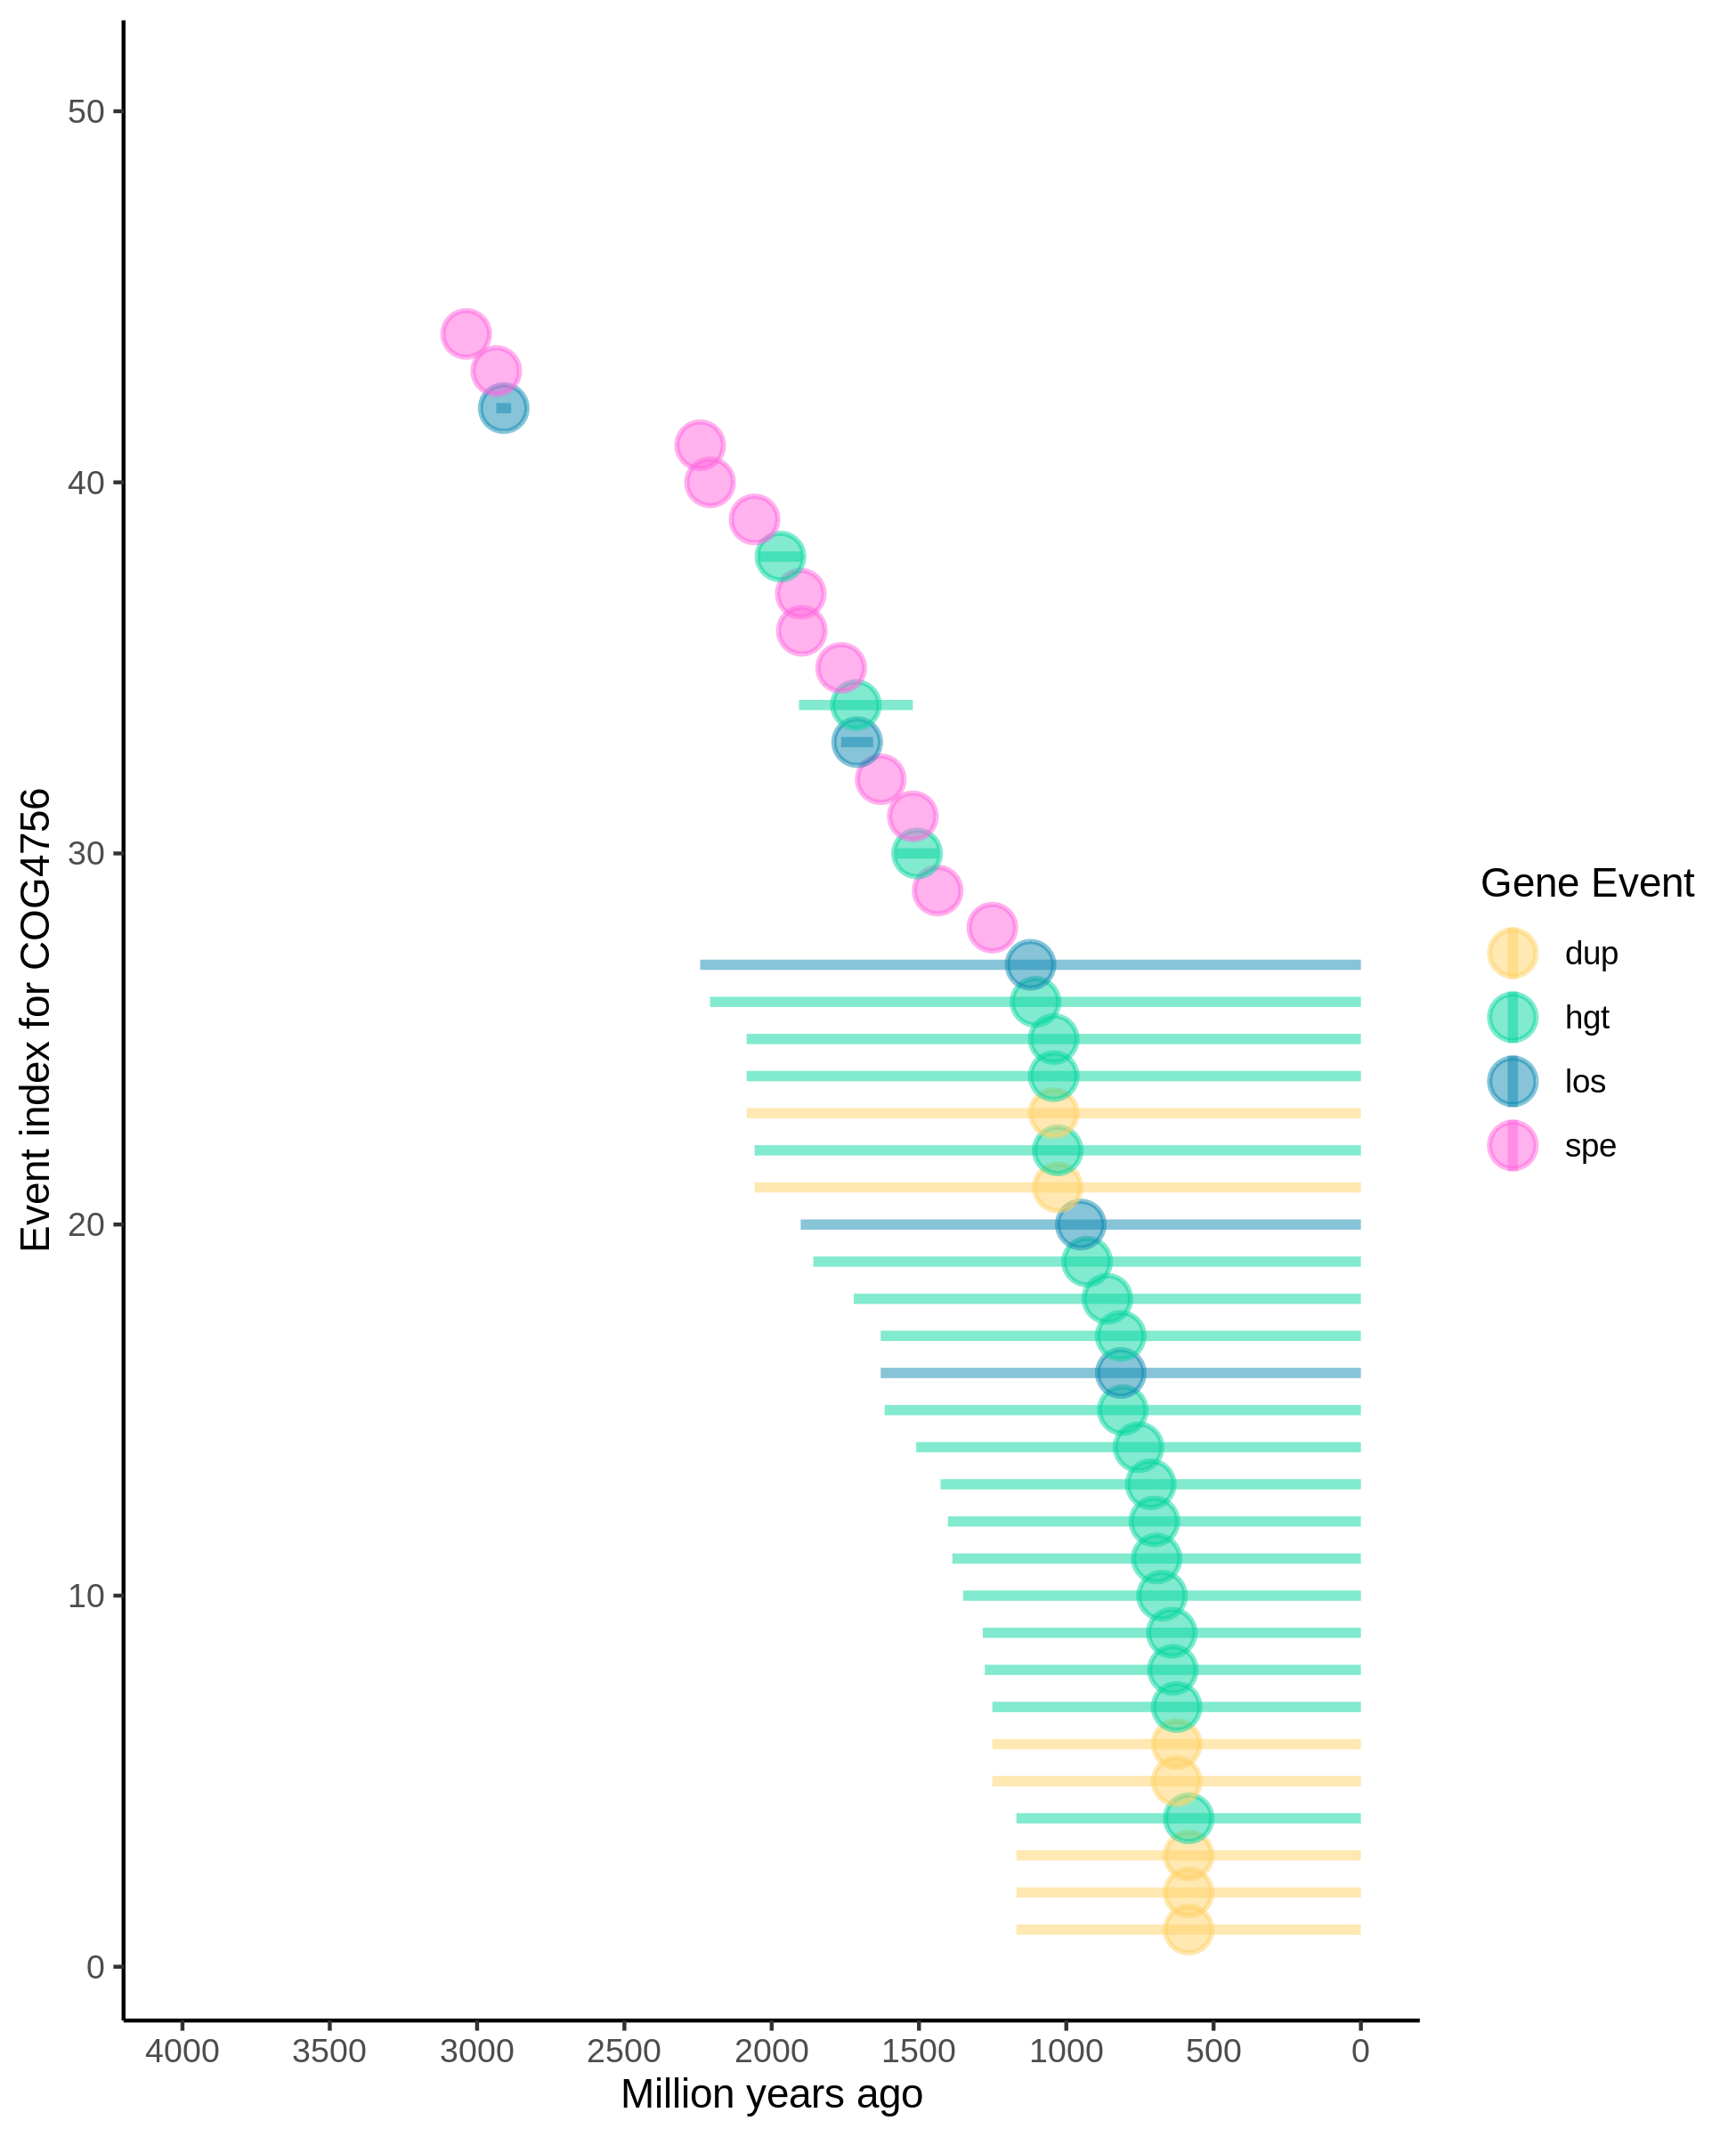 50
40
30
20
10
0
Event index for COG4756
4000 3500 3000 2500 2000 1500 1000 500 0
Million years ago
Gene Event
dup
hgt
los
spe